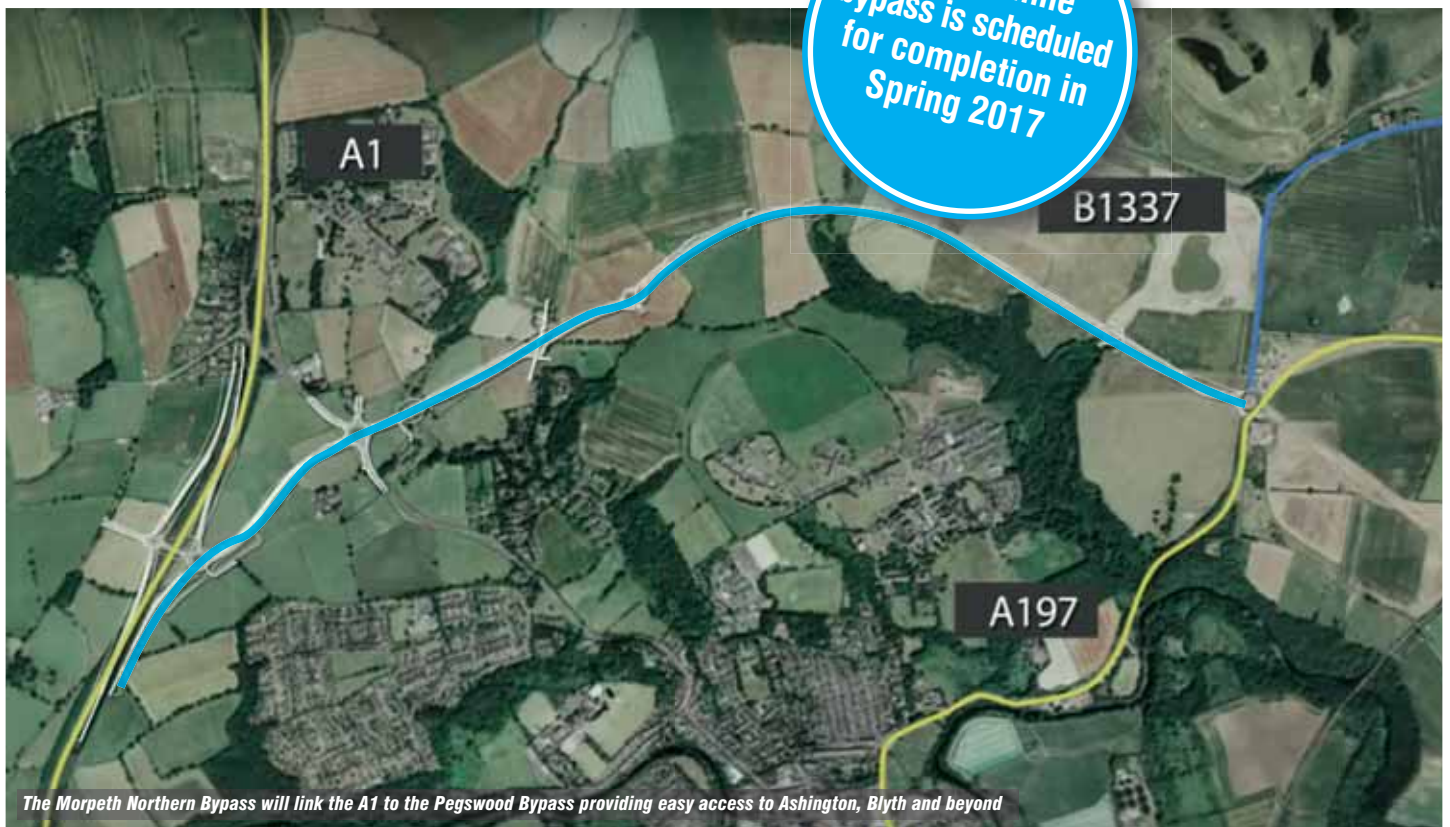 bypass is scheduled
for completion in
Spring 2017
A1
B1337
A197
The Morpeth Northern Bypass will link the A1 to the Pegswood Bypass providing easy access to Ashington, Blyth and beyond